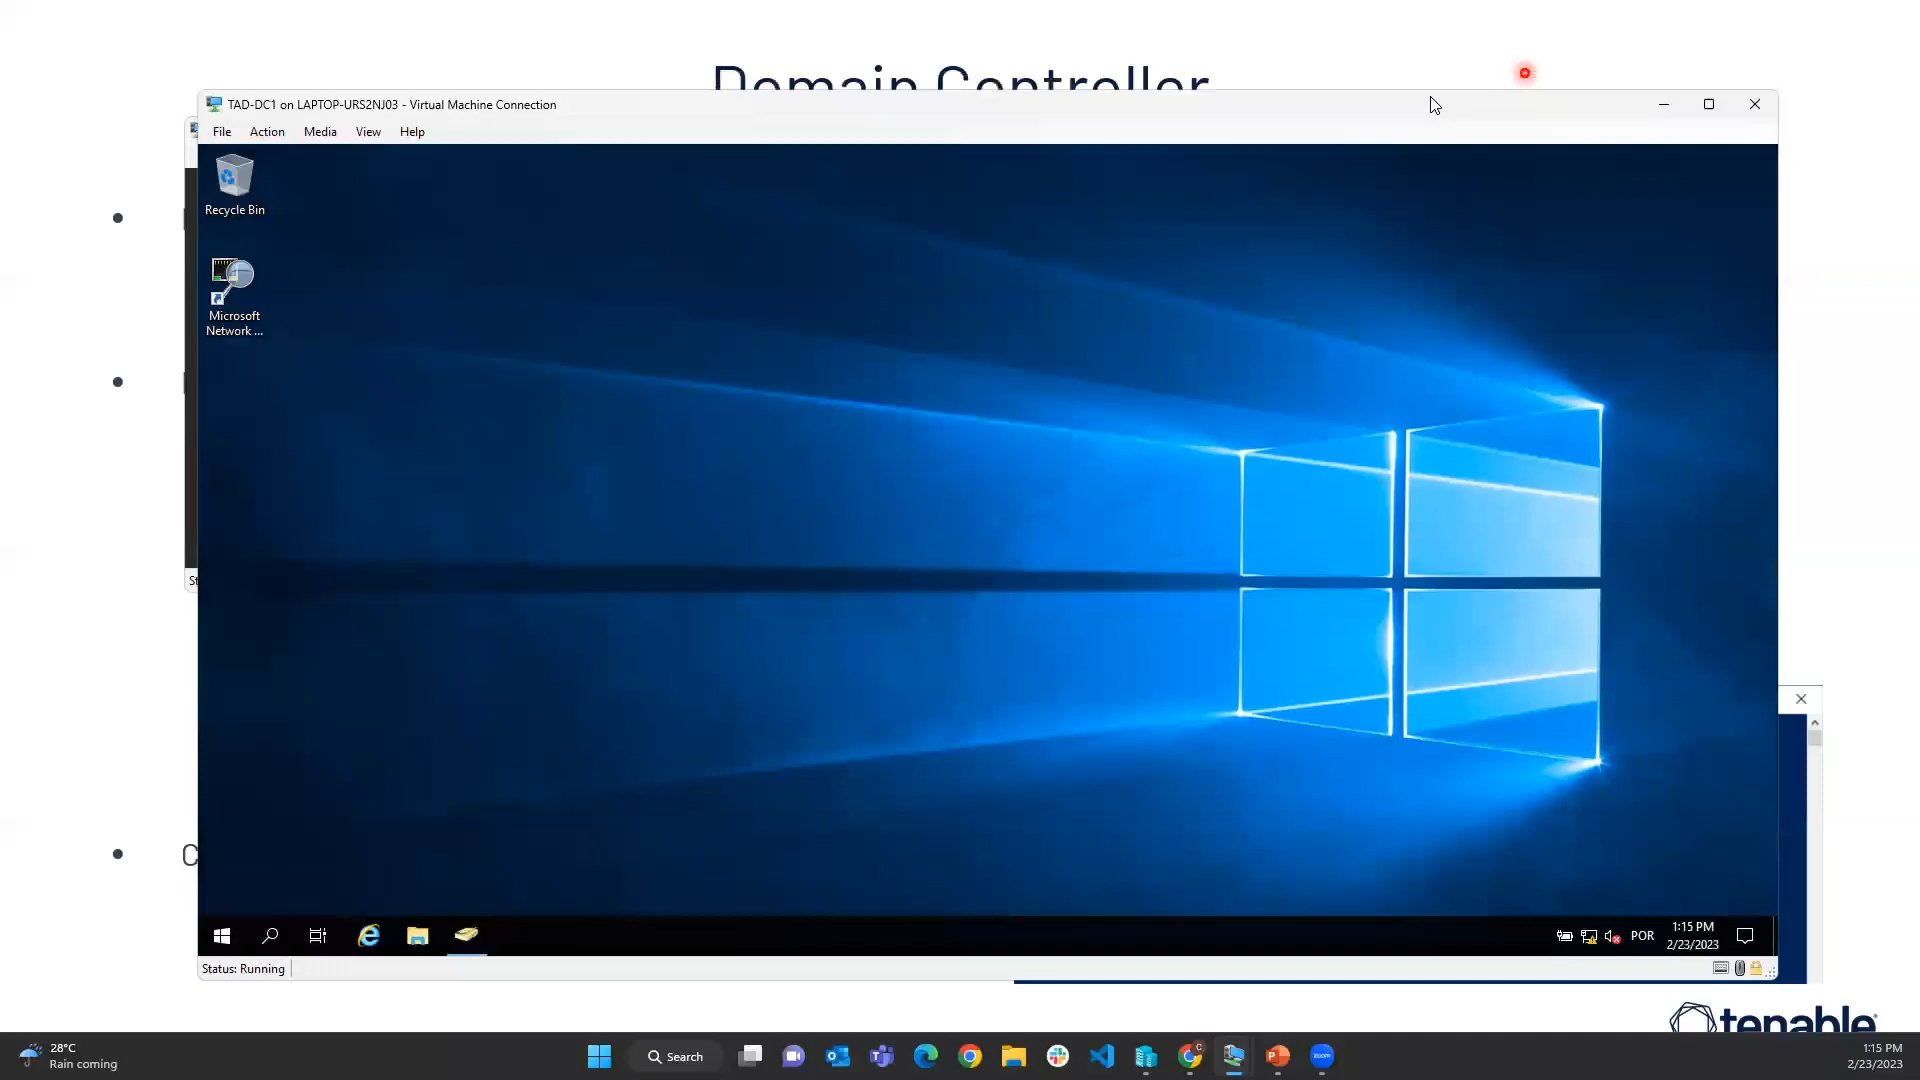 Domain Controller
TAD-DC1 on LAPTOP-URS2NJ03 - Virtual Machine Connection
File Action Media View Help
Recycle Bin
Microsoft
Network ...
POR
1:15 PM
2/23/2023
Status: Running
tenable
28°C
Rain coming
Search
zoom
1:15 PM
2/23/2023